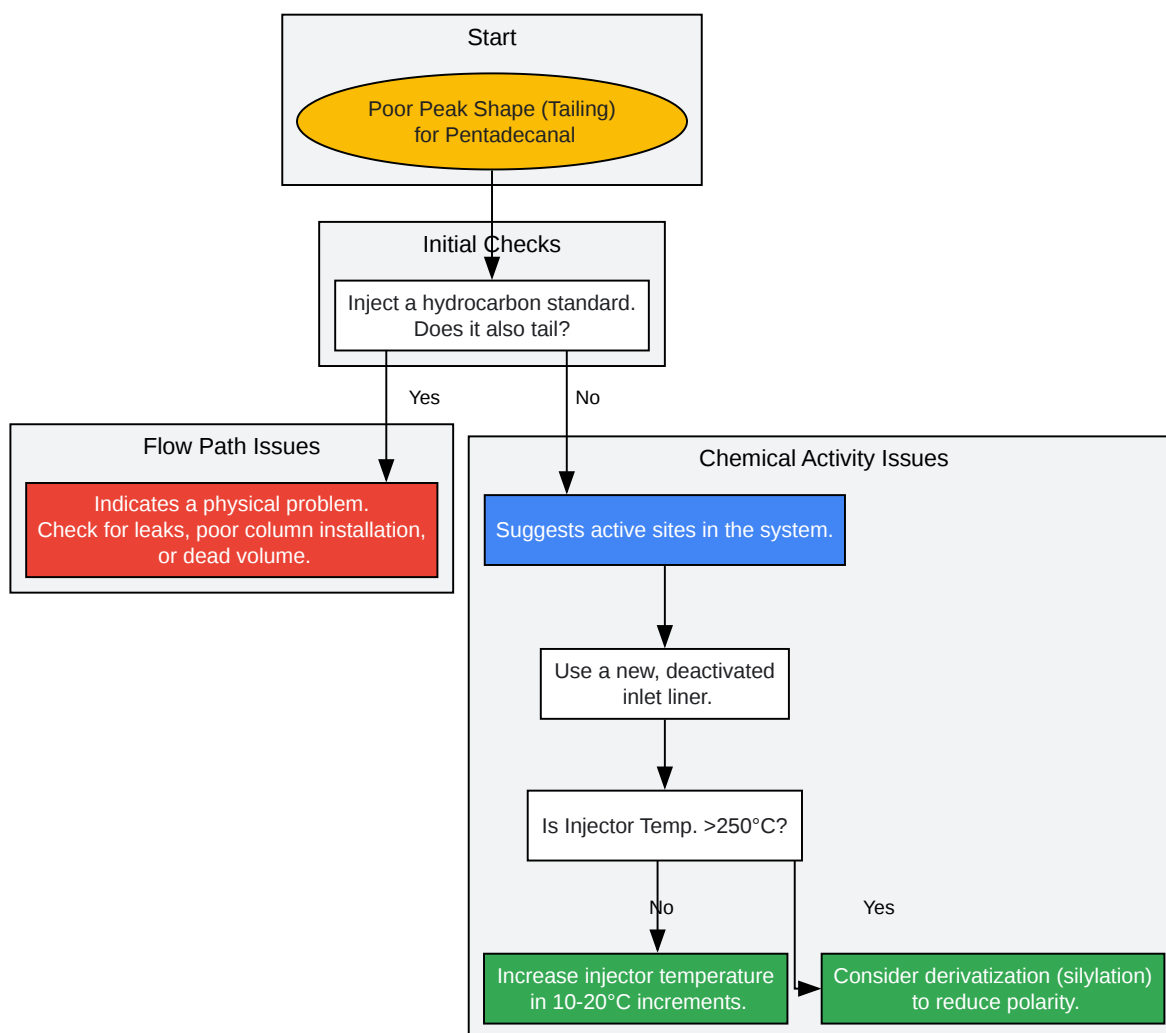 Start
Poor Peak Shape (Tailing)
for Pentadecanal
Initial Checks
Inject a hydrocarbon standard.
Does it also tail?
Yes
No
Flow Path Issues
Indicates a physical problem.
Check for leaks, poor column installation,
or dead volume.
Chemical Activity Issues
Suggests active sites in the system.
Use a new, deactivated
inlet liner.
Is Injector Temp. >250°C?
No
Yes
Increase injector temperature
in 10-20°C increments.
Consider derivatization (silylation)
to reduce polarity.